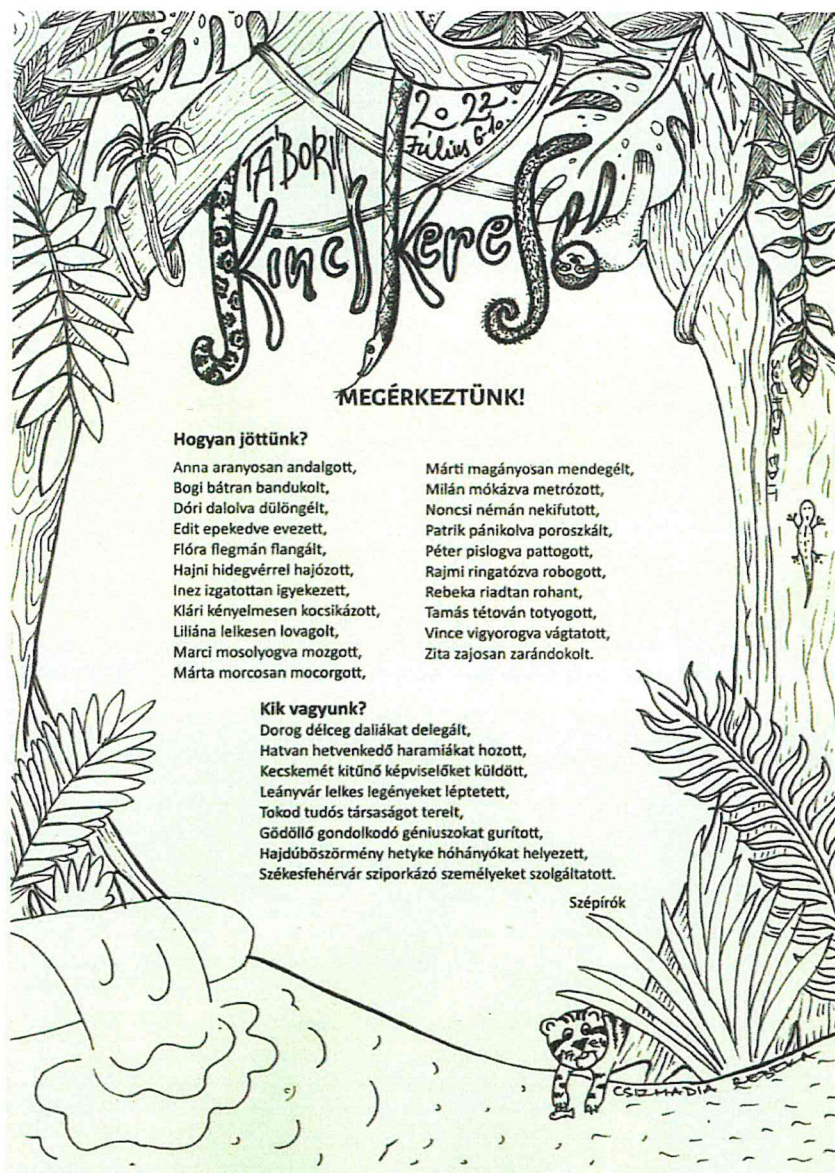 TÁBORI
2022
Július 6-10.
KincsKereső
MEGÉRKEZTÜNK!
Hogyan jöttünk?
Anna aranyosan andalgott,
Bogi bátran bandukolt,
Dóri dalolva dülöngélt,
Edit epekedve evezett,
Flóra flegmán flangált,
Hajni hidegvérrel hajózott,
Inez izgatottan igyekezett,
Klári kényelmesen kocsikázott,
Liliána lelkesen lovagolt,
Marci mosolyogva mozgott,
Márta morcosan mocorgott,
Márti magányosan mendegélt,
Milán mókázva metrózott,
Noncsi némán nekifutott,
Patrik pánikolva poroszkált,
Péter pislogva pattogott,
Rajmi ringatózva robogott,
Rebeka riadtan rohant,
Tamás tétován totyogott,
Vince vigyorogva vágtatott,
Zita zajosan zarándokolt.
Kik vagyunk?
Dorog délceg daliákat delegált,
Hatvan hetvenkedő haramiákat hozott,
Kecskemét kitűnő képviselőket küldött,
Leányvár lelkes legényeket léptetett,
Tokod tudós társaságot terelt,
Gödöllő gondolkodó géniuszokat gurított,
Hajdúböszörmény hetyke hóhányókat helyezett,
Székesfehérvár sziporkázó személyeket szolgáltatott.
Szépírók
EDIT
CSIZMADIA REBEKA